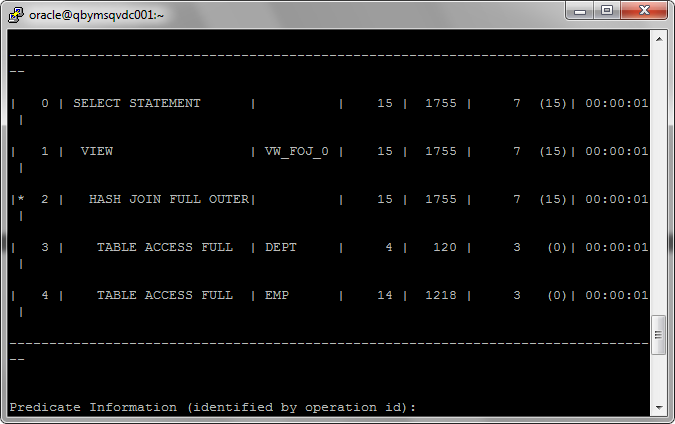 oracle@qbymsqvdc001:~
--------------------------------------------------------------------------------
--
|   0 | SELECT STATEMENT      |          |    15 |  1755 |     7  (15)| 00:00:01
 |
|   1 |  VIEW                 | VW_FOJ_0 |    15 |  1755 |     7  (15)| 00:00:01
 |
|*  2 |   HASH JOIN FULL OUTER|          |    15 |  1755 |     7  (15)| 00:00:01
 |
|   3 |    TABLE ACCESS FULL  | DEPT     |     4 |   120 |     3   (0)| 00:00:01
 |
|   4 |    TABLE ACCESS FULL  | EMP      |    14 |  1218 |     3   (0)| 00:00:01
 |
--------------------------------------------------------------------------------
--
Predicate Information (identified by operation id):